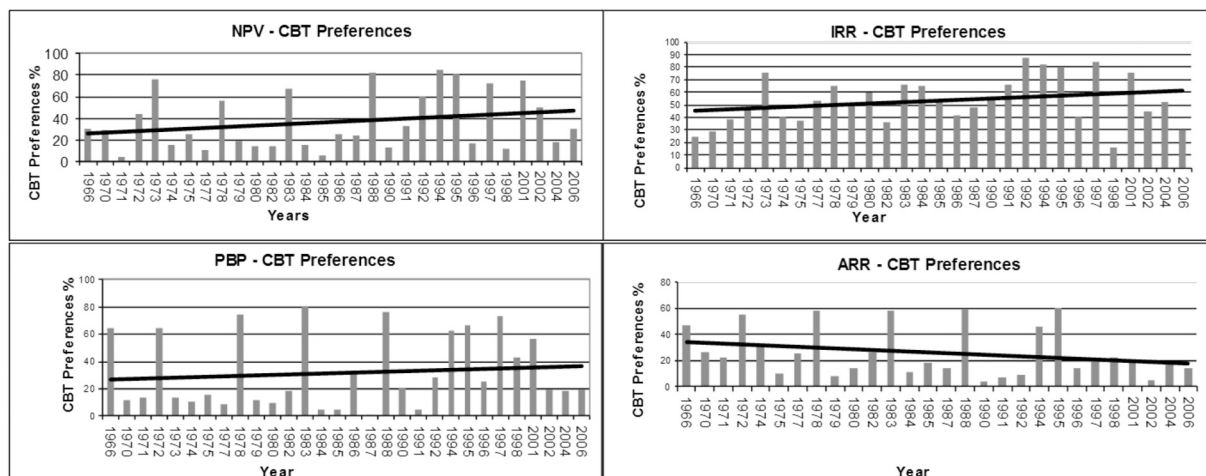 NPV - CBT Preferences
CBT Preferences %
100
80
60
40
20
0
1966 1970 1971 1972 1973 1974 1975 1977 1978 1979 1980 1982 1983 1984 1985 1986 1987 1988 1990 1991 1992 1994 1995 1996 1997 1998 2001 2002 2004 2006
Years
IRR - CBT Preferences
CBT Preferences %
100
90
80
70
60
50
40
30
20
10
0
1966 1970 1971 1972 1973 1974 1975 1977 1978 1979 1980 1982 1983 1984 1985 1986 1987 1990 1991 1992 1994 1995 1996 1997 1998 2001 2002 2004 2006
Year
PBP - CBT Preferences
CBT Preferences %
100
80
60
40
20
0
1966 1970 1971 1972 1973 1974 1975 1977 1978 1979 1980 1982 1983 1984 1985 1986 1987 1988 1990 1991 1992 1994 1995 1996 1997 1998 2001 2002 2004 2006
Year
ARR - CBT Preferences
CBT Preferences %
80
60
40
20
0
1966 1970 1971 1972 1974 1975 1977 1978 1979 1980 1982 1983 1984 1985 1987 1988 1990 1991 1992 1994 1995 1996 1997 1998 2001 2002 2004 2006
Year